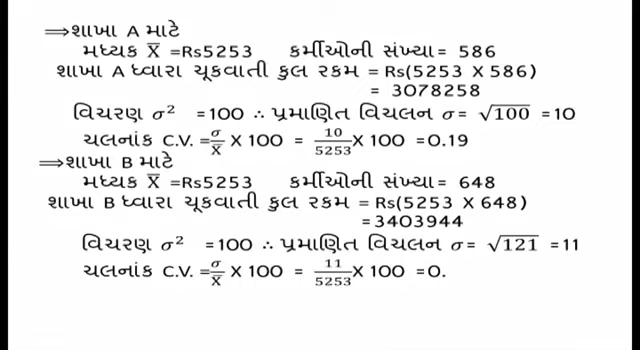 ⟹શાખા A માટે
મધ્યક X̅ =Rs5253 કર્મીઓની સંખ્યા= 586
શાખા A ધ્વારા ચૂકવાતી કુલ રકમ = Rs(5253 X 586)
= 3078258
વિચરણ σ² =100 ∴ પ્રમાણિત વિચલન σ= √100 =10
ચલનાંક C.V. =σ/X̅ X 100 = 10/5253 X 100 =0.19
⟹શાખા B માટે
મધ્યક X̅ =Rs5253 કર્મીઓની સંખ્યા= 648
શાખા B ધ્વારા ચૂકવાતી કુલ રકમ = Rs(5253 X 648)
=3403944
વિચરણ σ² =100 ∴ પ્રમાણિત વિચલન σ= √121 =11
ચલનાંક C.V. =σ/X̅ X 100 = 11/5253 X 100 =0.